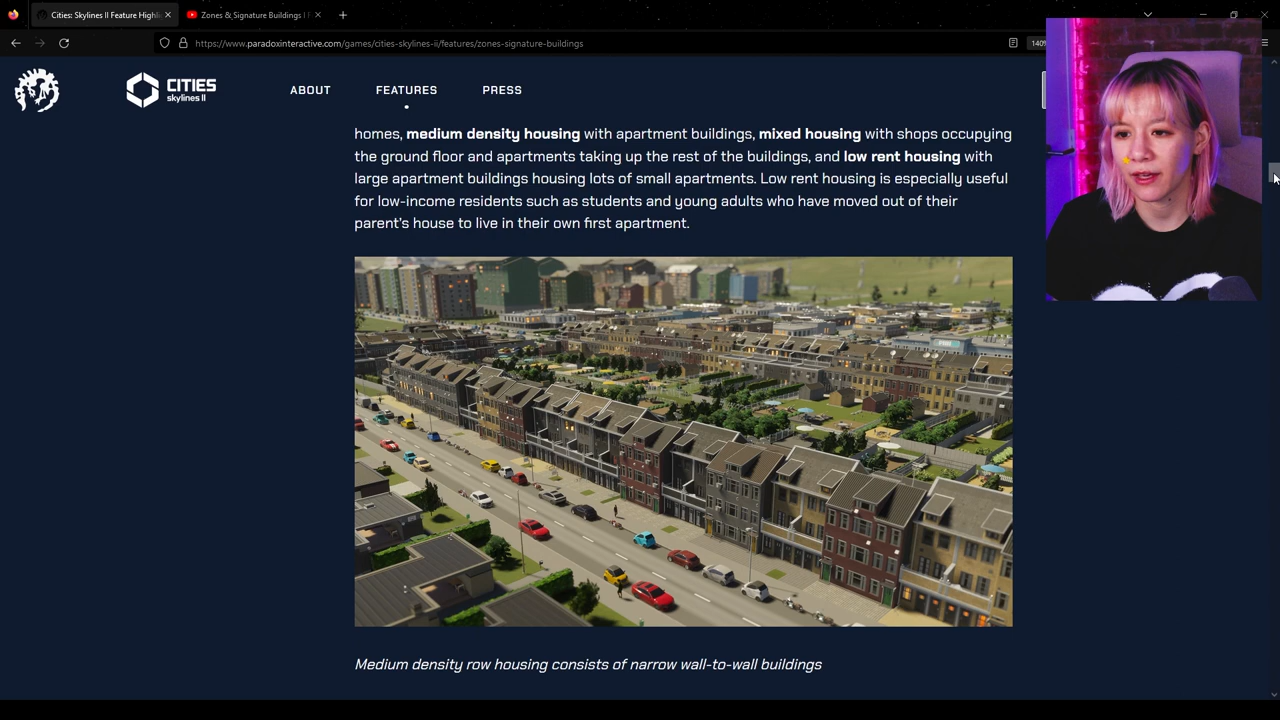 Cities: Skylines II Feature Highli
Zones & Signature Buildings |
https://www.paradoxinteractive.com/games/cities-skylines-ii/features/zones-signature-buildings
140%
CITIES
skylines II
ABOUT
FEATURES
PRESS
homes, medium density housing with apartment buildings, mixed housing with shops occupying
the ground floor and apartments taking up the rest of the buildings, and low rent housing with
large apartment buildings housing lots of small apartments. Low rent housing is especially useful
for low-income residents such as students and young adults who have moved out of their
parent's house to live in their own first apartment.
Medium density row housing consists of narrow wall-to-wall buildings